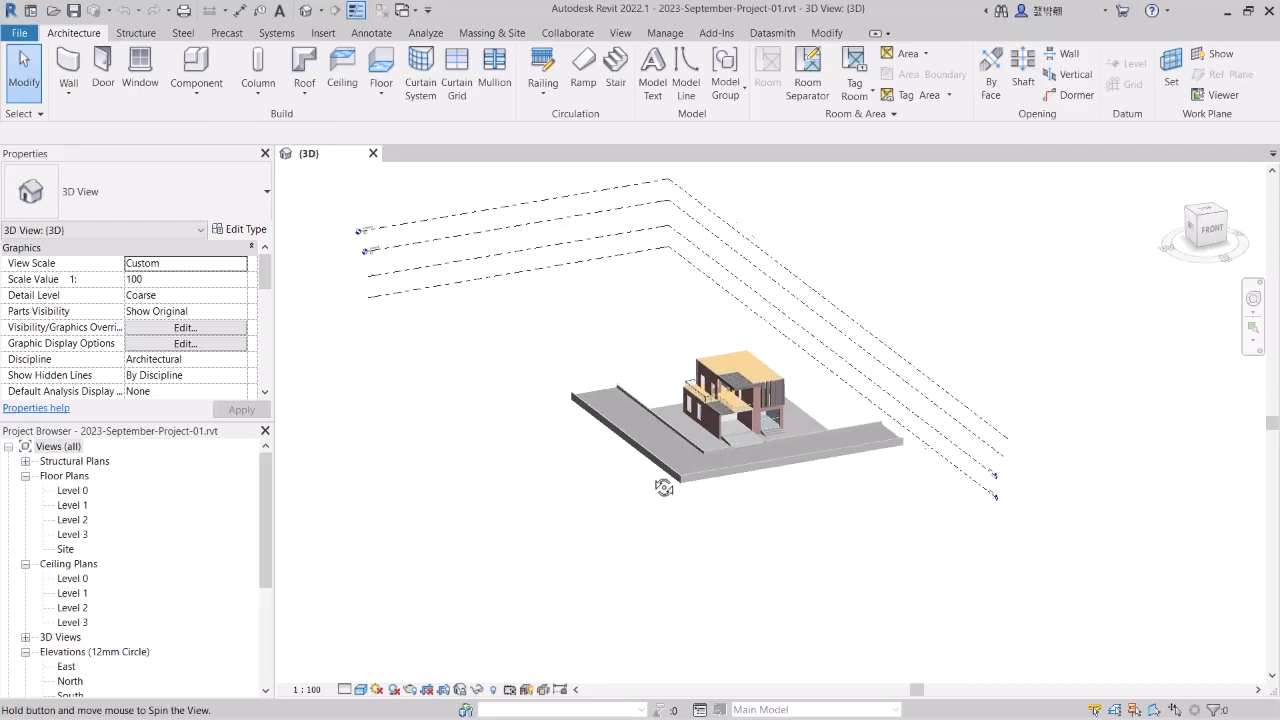 Autodesk Revit 2022.1 - 2023-September-Project-01.rvt - 3D View: {3D}
File Architecture Structure Steel Precast Systems Insert Annotate Analyze Massing & Site Collaborate View Manage Add-Ins Datasmith Modify
Modify
Wall
Door
Window
Component
Column
Roof
Ceiling
Floor
Curtain System
Curtain Grid
Mullion
Railing
Ramp
Stair
Model Text
Model Line
Model Group
Room
Room Separator
Tag Room
Area
Area Boundary
Tag Area
By Face
Shaft
Wall
Vertical
Dormer
Level
Grid
Set
Show
Ref Plane
Viewer
Select Build Circulation Model Room & Area Opening Datum Work Plane
Properties
{3D}
3D View
3D View: {3D} Edit Type
Graphics
View Scale Custom
Scale Value 1: 100
Detail Level Coarse
Parts Visibility Show Original
Visibility/Graphics Overri... Edit...
Graphic Display Options Edit...
Discipline Architectural
Show Hidden Lines By Discipline
Default Analysis Display ... None
Properties help Apply
Project Browser - 2023-September-Project-01.rvt
Views (all)
Structural Plans
Floor Plans
Level 0
Level 1
Level 2
Level 3
Site
Ceiling Plans
Level 0
Level 1
Level 2
Level 3
3D Views
Elevations (12mm Circle)
East
North
South
FRONT
1 : 100
Hold button and move mouse to Spin the View.
:0
Main Model
:0